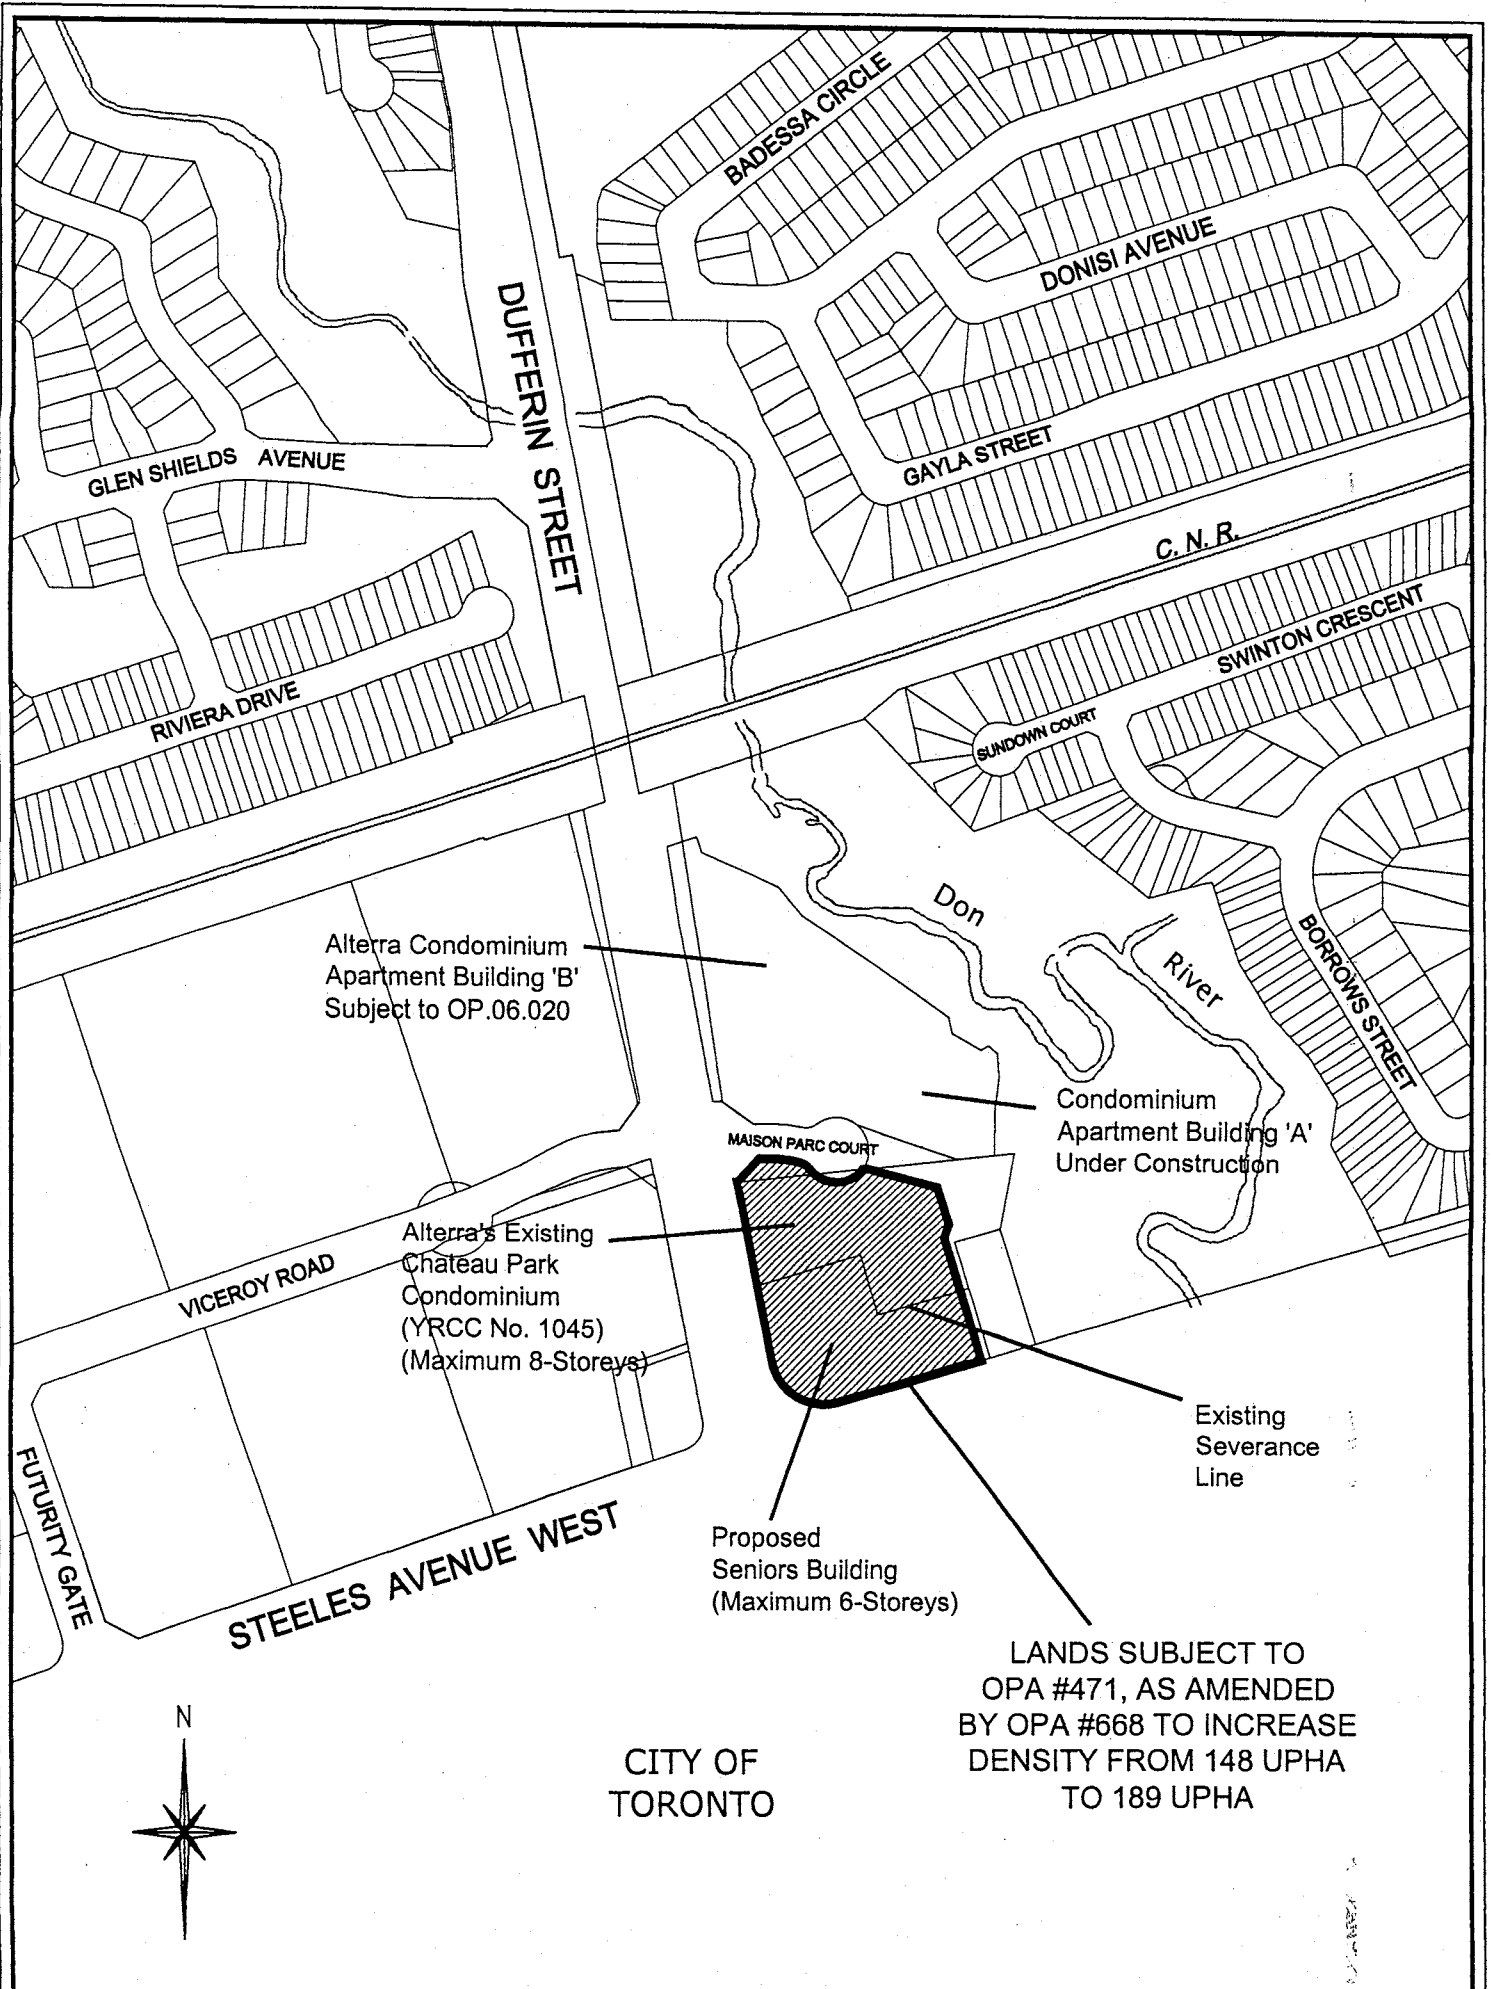 BADESSA CIRCLE
DONISI AVENUE
DUFFERIN STREET
GAYLA STREET
GLEN SHIELDS AVENUE
C. N. R.
SWINTON CRESCENT
RIVIERA DRIVE
SUNDOWN COURT
Don
River
BORROWS STREET
Alterra Condominium
Apartment Building 'B'
Subject to OP.06.020
Condominium
Apartment Building 'A'
Under Construction
MAISON PARC COURT
Alterra's Existing
Chateau Park
Condominium
(YRCC No. 1045)
(Maximum 8-Storeys)
VICEROY ROAD
Existing
Severance
Line
FUTURITY GATE
STEELES AVENUE WEST
Proposed
Seniors Building
(Maximum 6-Storeys)
LANDS SUBJECT TO
OPA #471, AS AMENDED
BY OPA #668 TO INCREASE
DENSITY FROM 148 UPHA
TO 189 UPHA
N
CITY OF
TORONTO